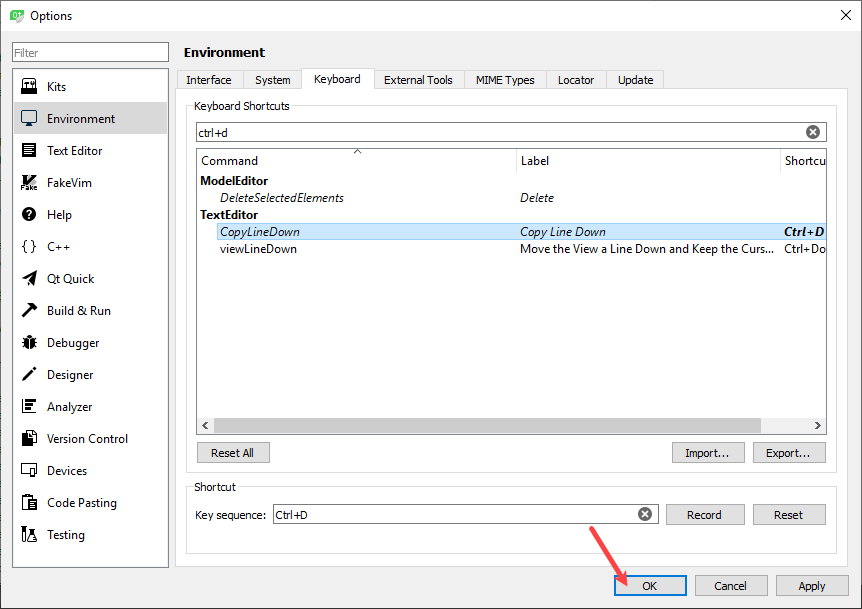 Options
Filter
Kits
Environment
Text Editor
FakeVim
Help
C++
Qt Quick
Build & Run
Debugger
Designer
Analyzer
Version Control
Devices
Code Pasting
Testing
Environment
Interface System Keyboard External Tools MIME Types Locator Update
Keyboard Shortcuts
ctrl+d
Command Label Shortcu
ModelEditor
DeleteSelectedElements Delete
TextEditor
CopyLineDown Copy Line Down Ctrl+D
viewLineDown Move the View a Line Down and Keep the Curs... Ctrl+Do
Reset All Import... Export...
Shortcut
Key sequence: Ctrl+D Record Reset
OK Cancel Apply